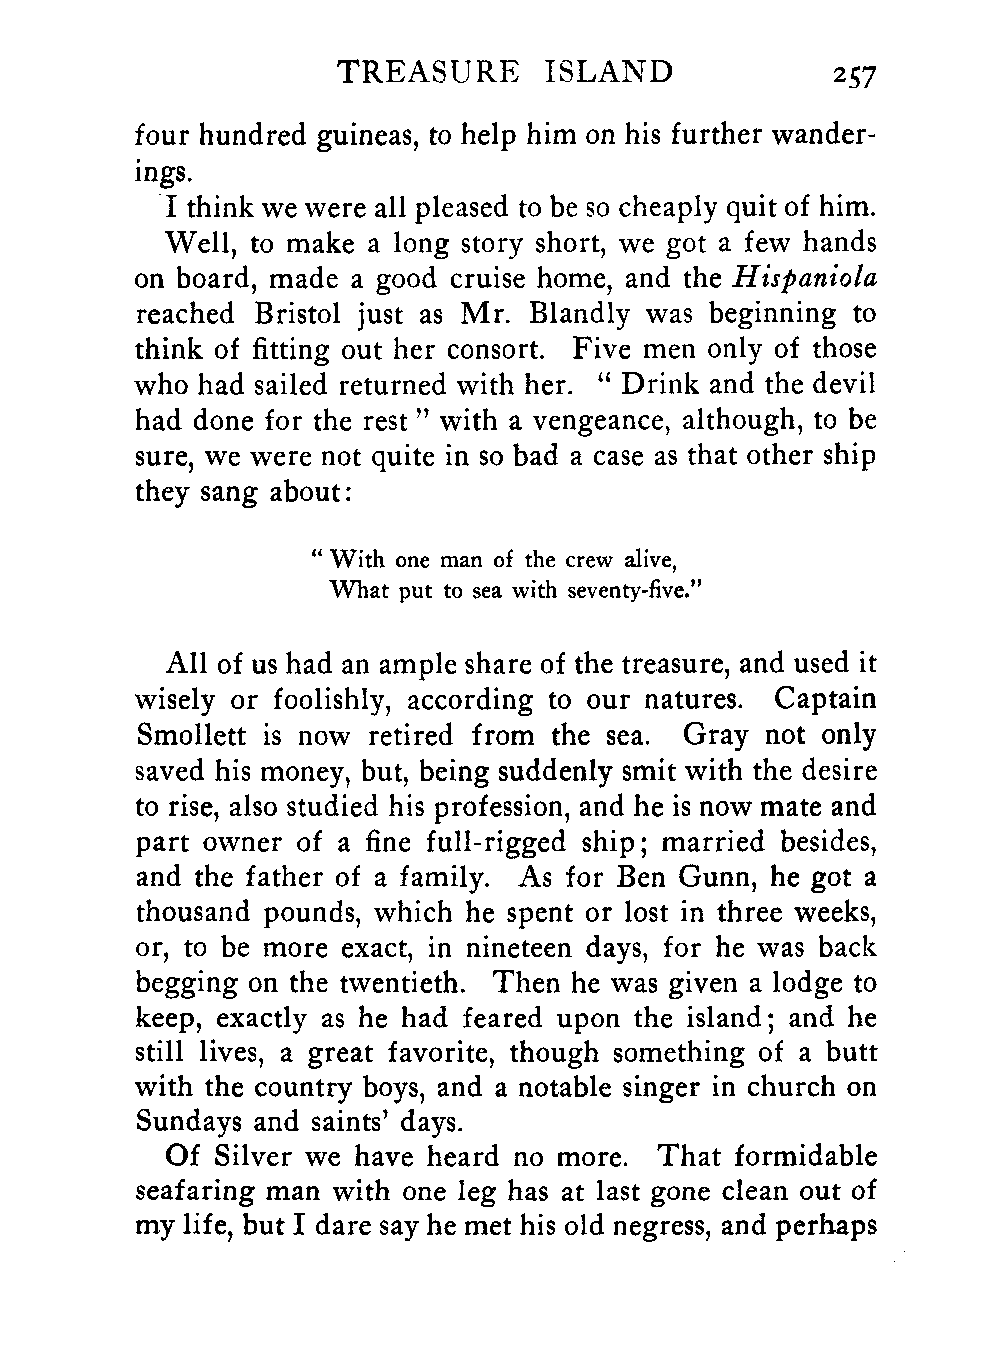 TREASURE ISLAND 257
four hundred guineas, to help him on his further wander-
ings.
I think we were all pleased to be so cheaply quit of him.
Well, to make a long story short, we got a few hands
on board, made a good cruise home, and the Hispaniola
reached Bristol just as Mr. Blandly was beginning to
think of fitting out her consort. Five men only of those
who had sailed returned with her. “ Drink and the devil
had done for the rest ” with a vengeance, although, to be
sure, we were not quite in so bad a case as that other ship
they sang about:
“ With one man of the crew alive,
What put to sea with seventy-five.”
All of us had an ample share of the treasure, and used it
wisely or foolishly, according to our natures. Captain
Smollett is now retired from the sea. Gray not only
saved his money, but, being suddenly smit with the desire
to rise, also studied his profession, and he is now mate and
part owner of a fine full-rigged ship; married besides,
and the father of a family. As for Ben Gunn, he got a
thousand pounds, which he spent or lost in three weeks,
or, to be more exact, in nineteen days, for he was back
begging on the twentieth. Then he was given a lodge to
keep, exactly as he had feared upon the island; and he
still lives, a great favorite, though something of a butt
with the country boys, and a notable singer in church on
Sundays and saints’ days.
Of Silver we have heard no more. That formidable
seafaring man with one leg has at last gone clean out of
my life, but I dare say he met his old negress, and perhaps